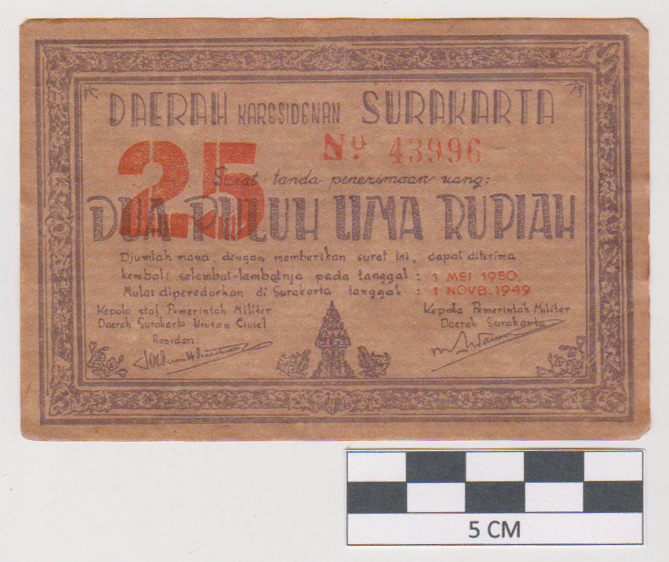 DAERAH KARESIDENAN SURAKARTA
25
No 43996
Surat tanda penerimaan uang:
DUA PULUH LIMA RUPIAH
Djumlah mana, dengan memberikan surat ini, dapat diterima
kembali selambat-lambatnja pada tanggal : 1 MEI 1950.
Mulai diperedarkan di Surakarta tanggal : 1 NOVB. 1949
Kepala staf Pemerintah Militer
Daerah Surakarta Urusan Civiel
Residen
Kepala Pemerintah Militer
Daerah Surakarta
5 CM